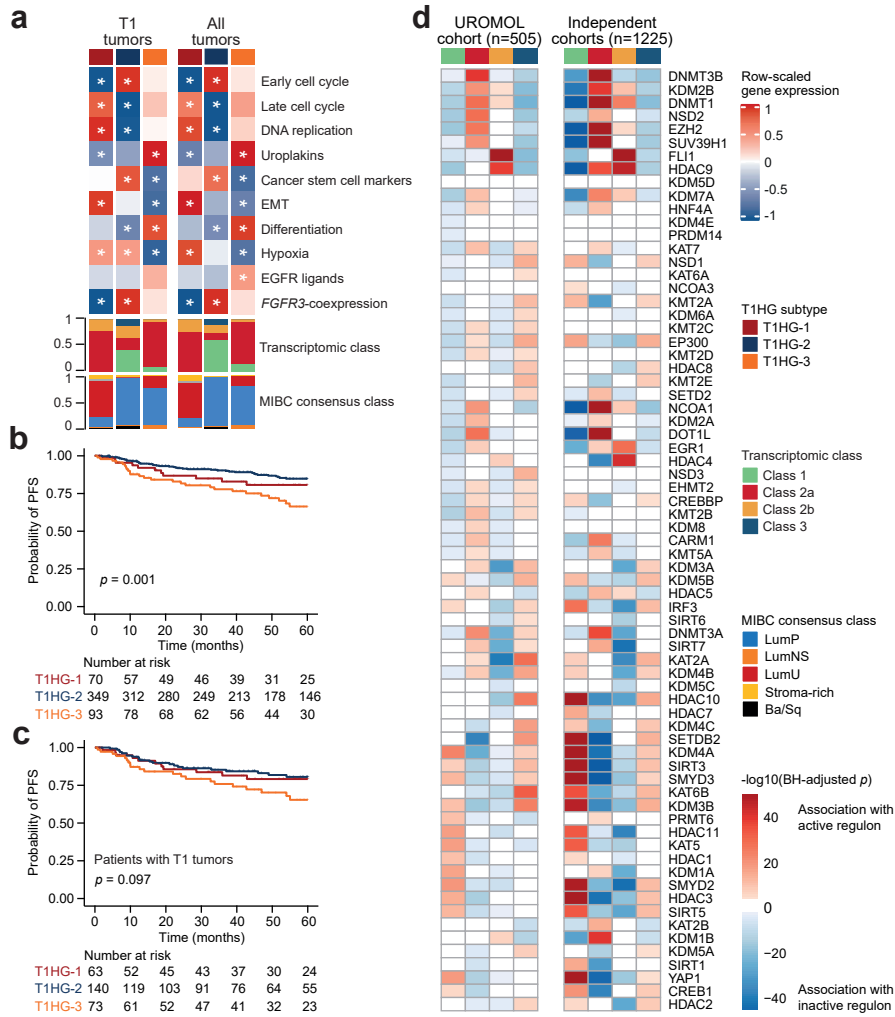 a
T1
tumors
All
tumors
Early cell cycle
Late cell cycle
DNA replication
Uroplakins
Cancer stem cell markers
EMT
Differentiation
Hypoxia
EGFR ligands
FGFR3-coexpression
1
0.5
0
1
0.5
0
Transcriptomic class
1
0.5
0
1
0.5
0
MIBC consensus class
b
Probability of PFS
1.00
0.75
0.50
0.25
0.00
p = 0.001
0 10 20 30 40 50 60
Time (months)
Number at risk
T1HG-1 70 57 49 46 39 31 25
T1HG-2 349 312 280 249 213 178 146
T1HG-3 93 78 68 62 56 44 30
c
Probability of PFS
1.00
0.75
0.50
0.25
0.00
Patients with T1 tumors
p = 0.097
0 10 20 30 40 50 60
Time (months)
Number at risk
T1HG-1 63 52 45 43 37 30 24
T1HG-2 140 119 103 91 76 64 55
T1HG-3 73 61 52 47 41 32 23
d
UROMOL
cohort (n=505)
Independent
cohorts (n=1225)
DNMT3B
KDM2B
DNMT1
NSD2
EZH2
SUV39H1
FLI1
HDAC9
KDM5D
KDM7A
HNF4A
KDM4E
PRDM14
KAT7
NSD1
KAT6A
NCOA3
KMT2A
KDM6A
KMT2C
EP300
KMT2D
HDAC8
KMT2E
SETD2
NCOA1
KDM2A
DOT1L
EGR1
HDAC4
NSD3
EHMT2
CREBBP
KMT2B
KDM8
CARM1
KMT5A
KDM3A
KDM5B
HDAC5
IRF3
SIRT6
DNMT3A
SIRT7
KAT2A
KDM4B
KDM5C
HDAC10
HDAC7
KDM4C
SETDB2
KDM4A
SIRT3
SMYD3
KAT6B
KDM3B
PRMT6
HDAC11
KAT5
HDAC1
KDM1A
SMYD2
HDAC3
SIRT5
KAT2B
KDM1B
KDM5A
SIRT1
YAP1
CREB1
HDAC2
Row-scaled
gene expression
1
0.5
0
-0.5
-1
T1HG subtype
T1HG-1
T1HG-2
T1HG-3
Transcriptomic class
Class 1
Class 2a
Class 2b
Class 3
MIBC consensus class
LumP
LumNS
LumU
Stroma-rich
Ba/Sq
-log10(BH-adjusted p)
40
20
0
−20
−40
Association with
active regulon
Association with
inactive regulon